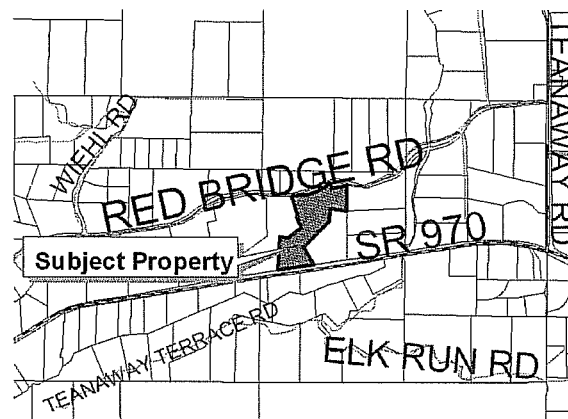 TEANAWAY RD
WIEHL RD
RED BRIDGE RD
SR 970
Subject Property
TEANAWAY TERRACE RD
ELK RUN RD